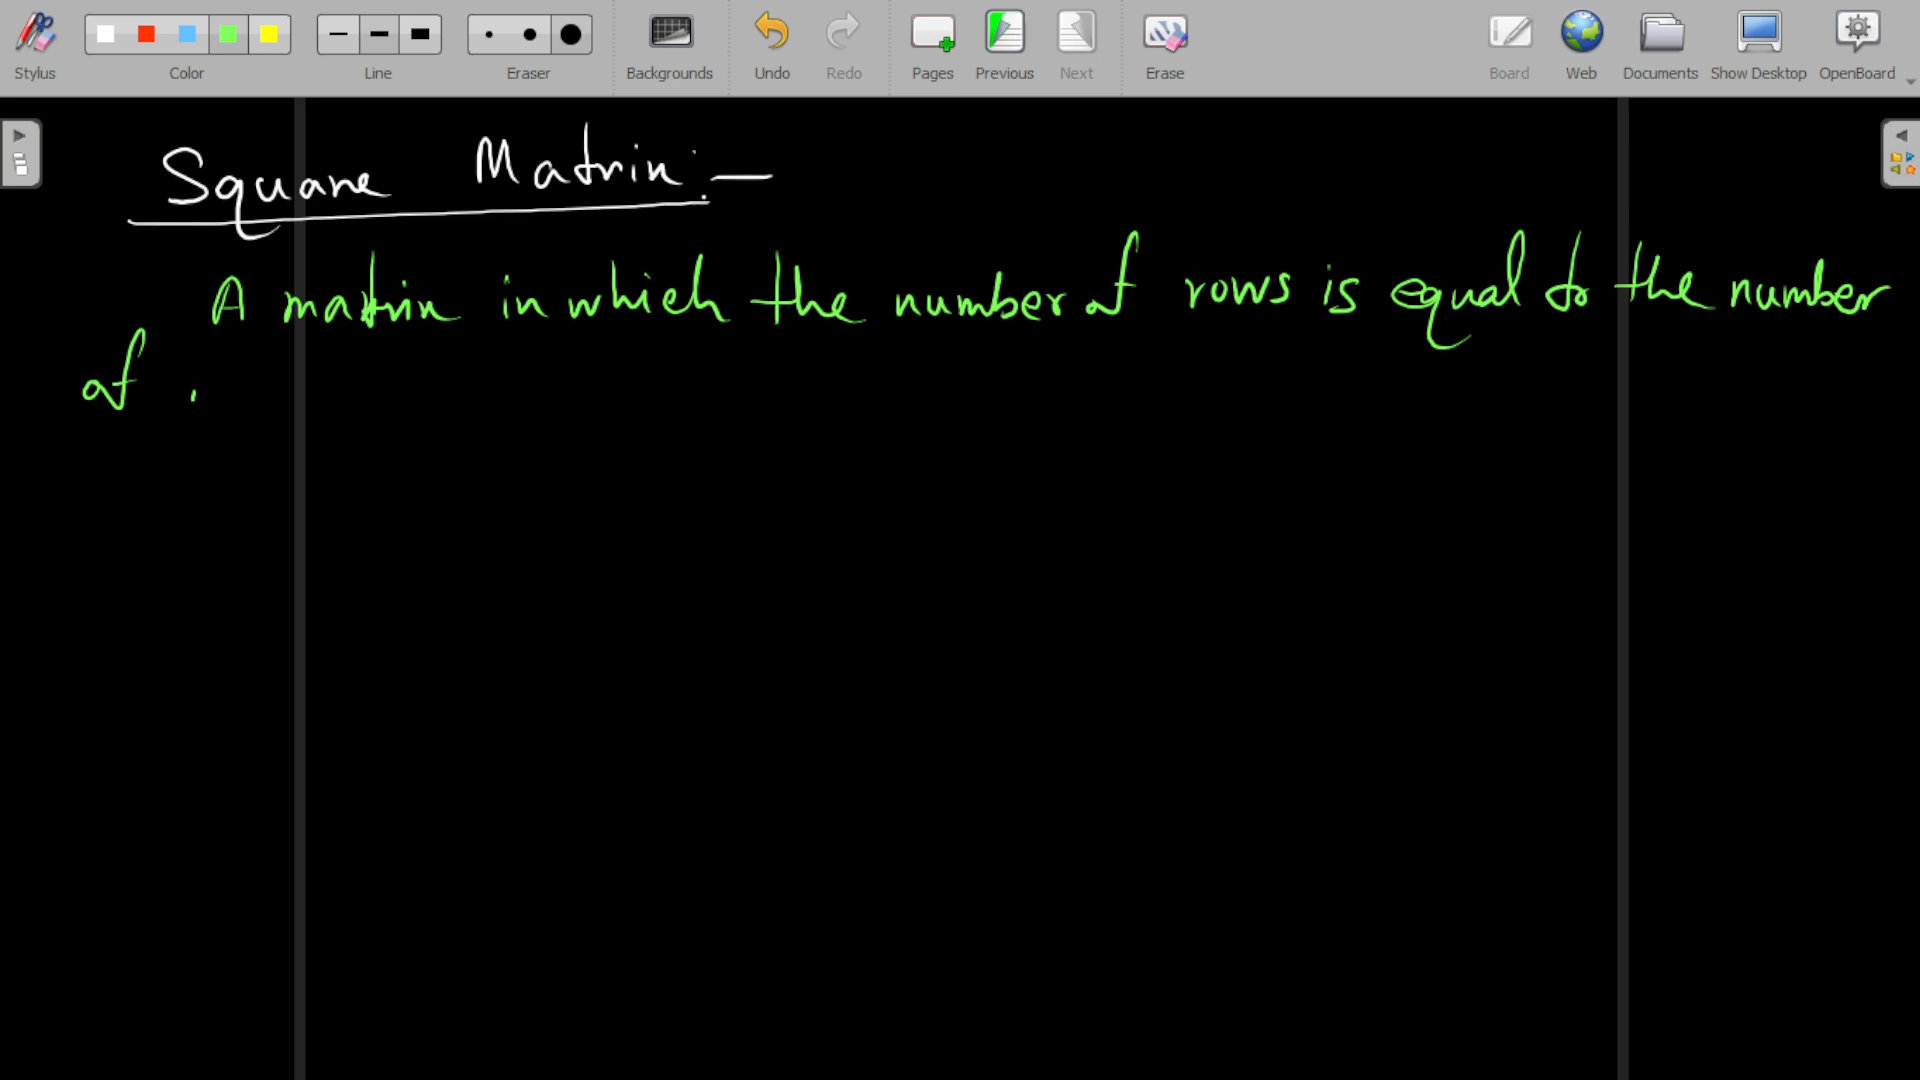 Stylus Color Line Eraser Backgrounds Undo Redo Pages Previous Next Erase Board Web Documents Show Desktop OpenBoard
Square Matrix :—
A matrix in which the number of rows is equal to the number
of .